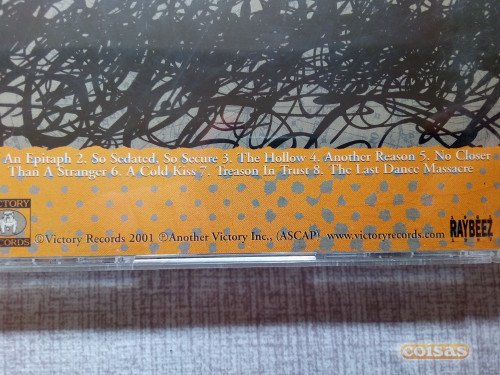 An Epitaph 2. So Sedated, So Secure 3. The Hollow 4. Another Reason 5. No Closer
Than A Stranger 6. A Cold Kiss 7. Treason In Trust 8. The Last Dance Massacre
©Victory Records 2001 ℗Another Victory Inc., (ASCAP) www.victoryrecords.com
RAYBEEZ
coisas